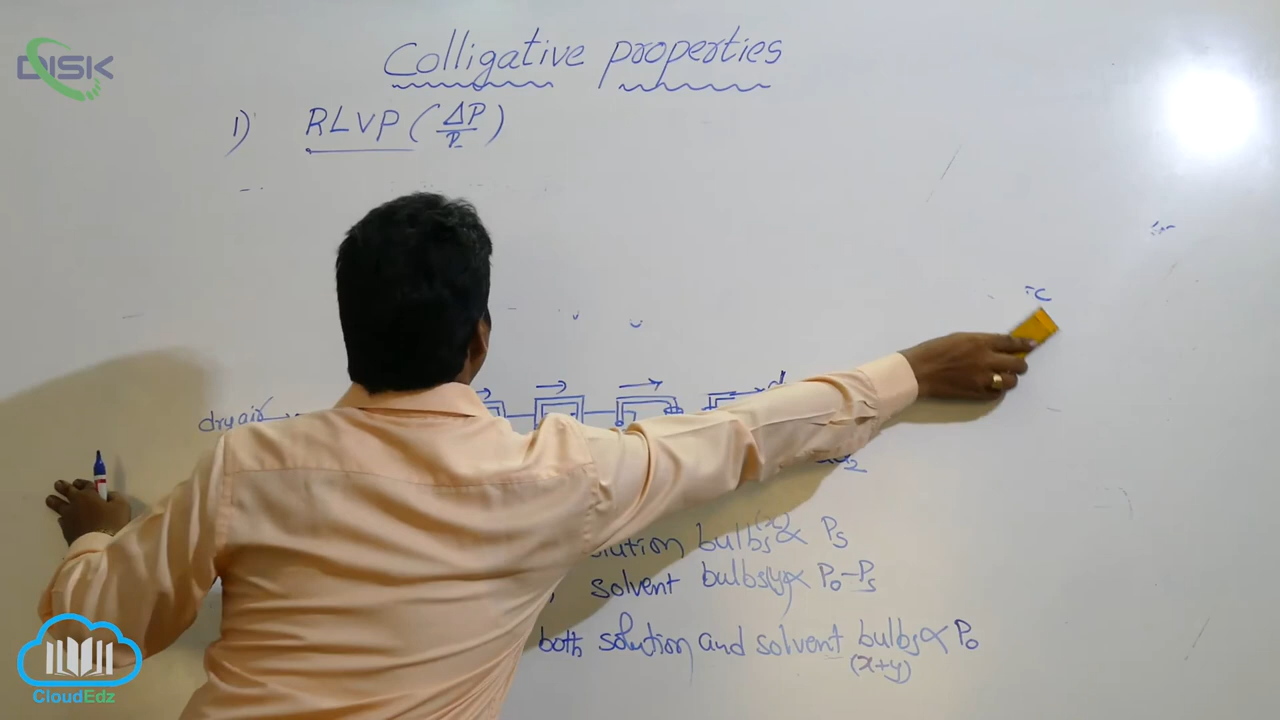 DISK
Colligative properties
1) RLVP (ΔP/P)
dry air
solution bulbs (x) ∝ Ps
solvent bulbs(y) ∝ Po-Ps
both solution and solvent bulbs ∝ Po
(x+y)
CloudEdz